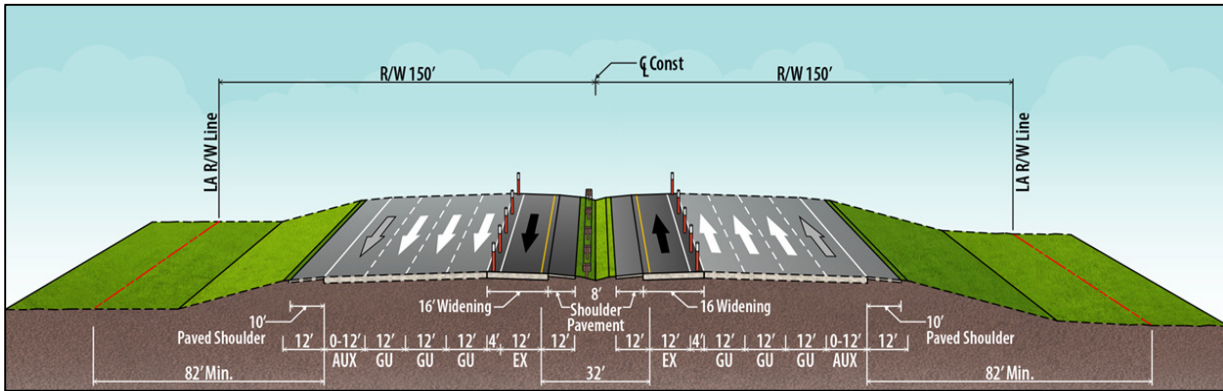 R/W 150’
℄ Const
R/W 150’
LA R/W Line
LA R/W Line
16’ Widening
8’
Shoulder
Pavement
16 Widening
10’
Paved Shoulder
10’
Paved Shoulder
12’ 0-12’ 12’ 12’ 12’ 4’ 12’ 12’ 12’ 12’ 4’ 12’ 12’ 12’ 0-12’ 12’
AUX GU GU GU EX EX GU GU GU AUX
82’ Min. 32’ 82’ Min.